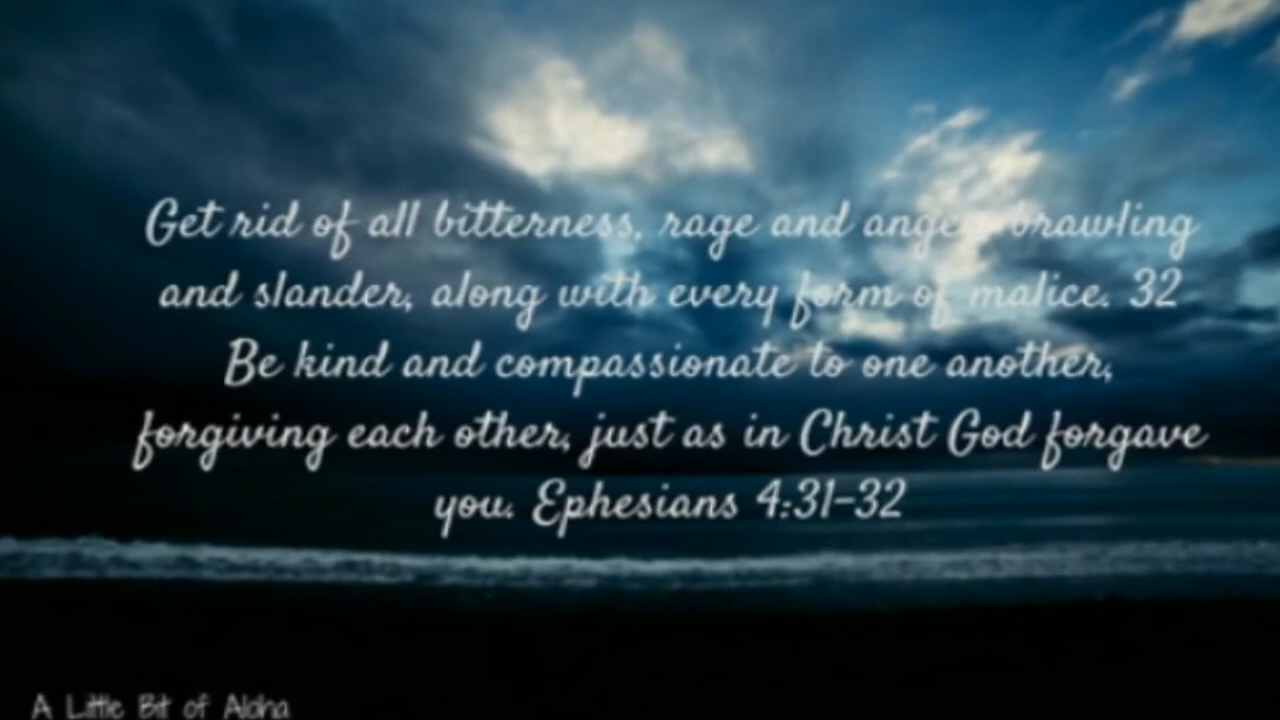 Get rid of all bitterness, rage and anger, brawling
and slander, along with every form of malice. 32
Be kind and compassionate to one another,
forgiving each other, just as in Christ God forgave
you. Ephesians 4:31-32
A Little Bit of Aloha